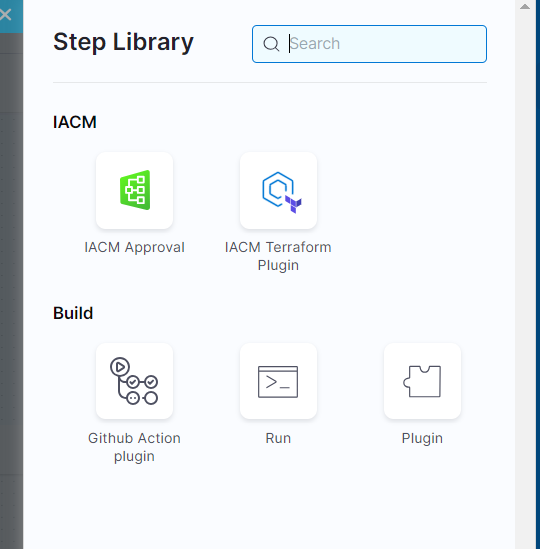 Step Library
Search
IACM
IACM Approval
IACM Terraform
Plugin
Build
Github Action
plugin
Run
Plugin